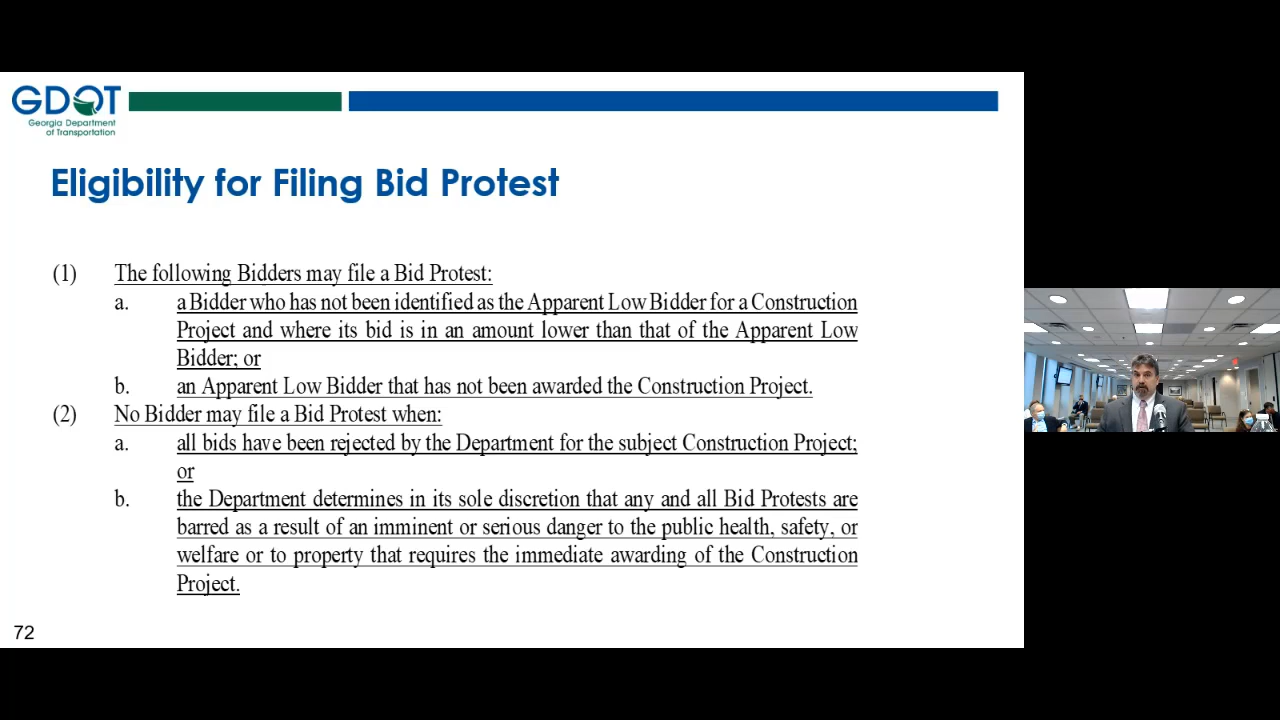 GDOT
Georgia Department
of Transportation
Eligibility for Filing Bid Protest
(1) The following Bidders may file a Bid Protest:
a. a Bidder who has not been identified as the Apparent Low Bidder for a Construction
Project and where its bid is in an amount lower than that of the Apparent Low
Bidder; or
b. an Apparent Low Bidder that has not been awarded the Construction Project.
(2) No Bidder may file a Bid Protest when:
a. all bids have been rejected by the Department for the subject Construction Project;
or
b. the Department determines in its sole discretion that any and all Bid Protests are
barred as a result of an imminent or serious danger to the public health, safety, or
welfare or to property that requires the immediate awarding of the Construction
Project.
72